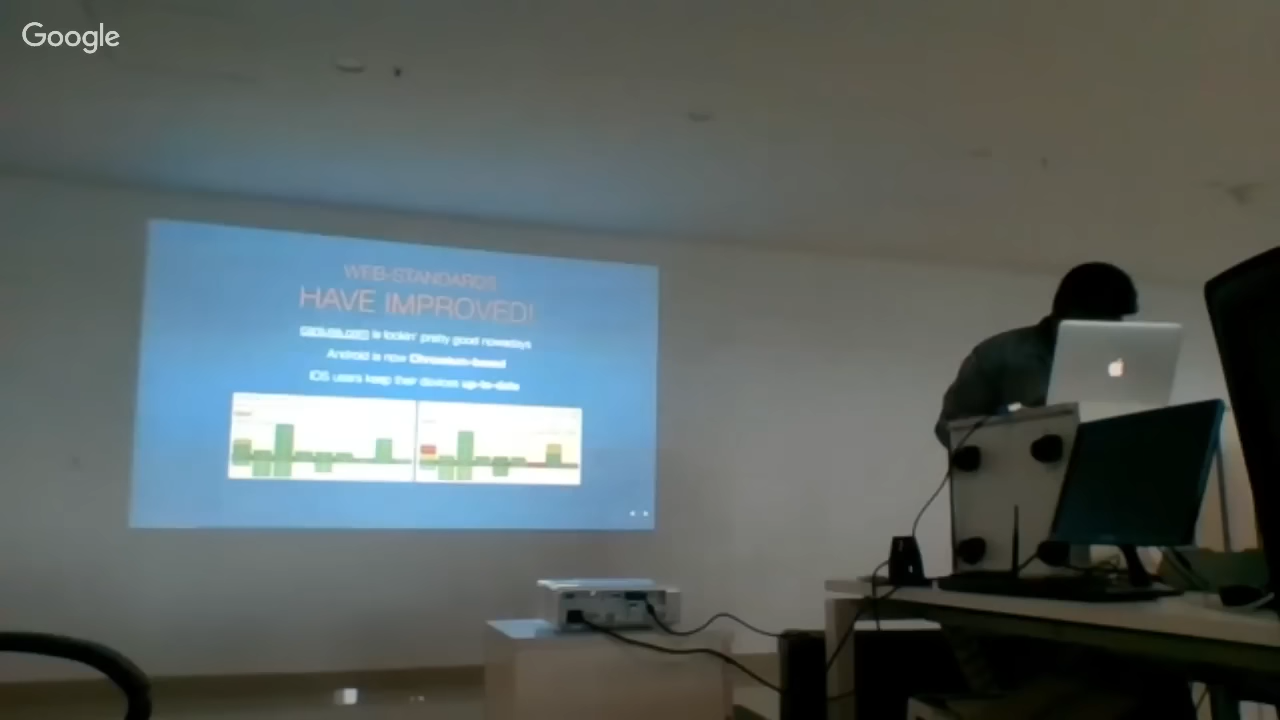 Google
WEB-STANDARDS
HAVE IMPROVED!
is lookin' pretty good nowadays
Android is now Chromium-based
iOS users keep their devices up-to-date